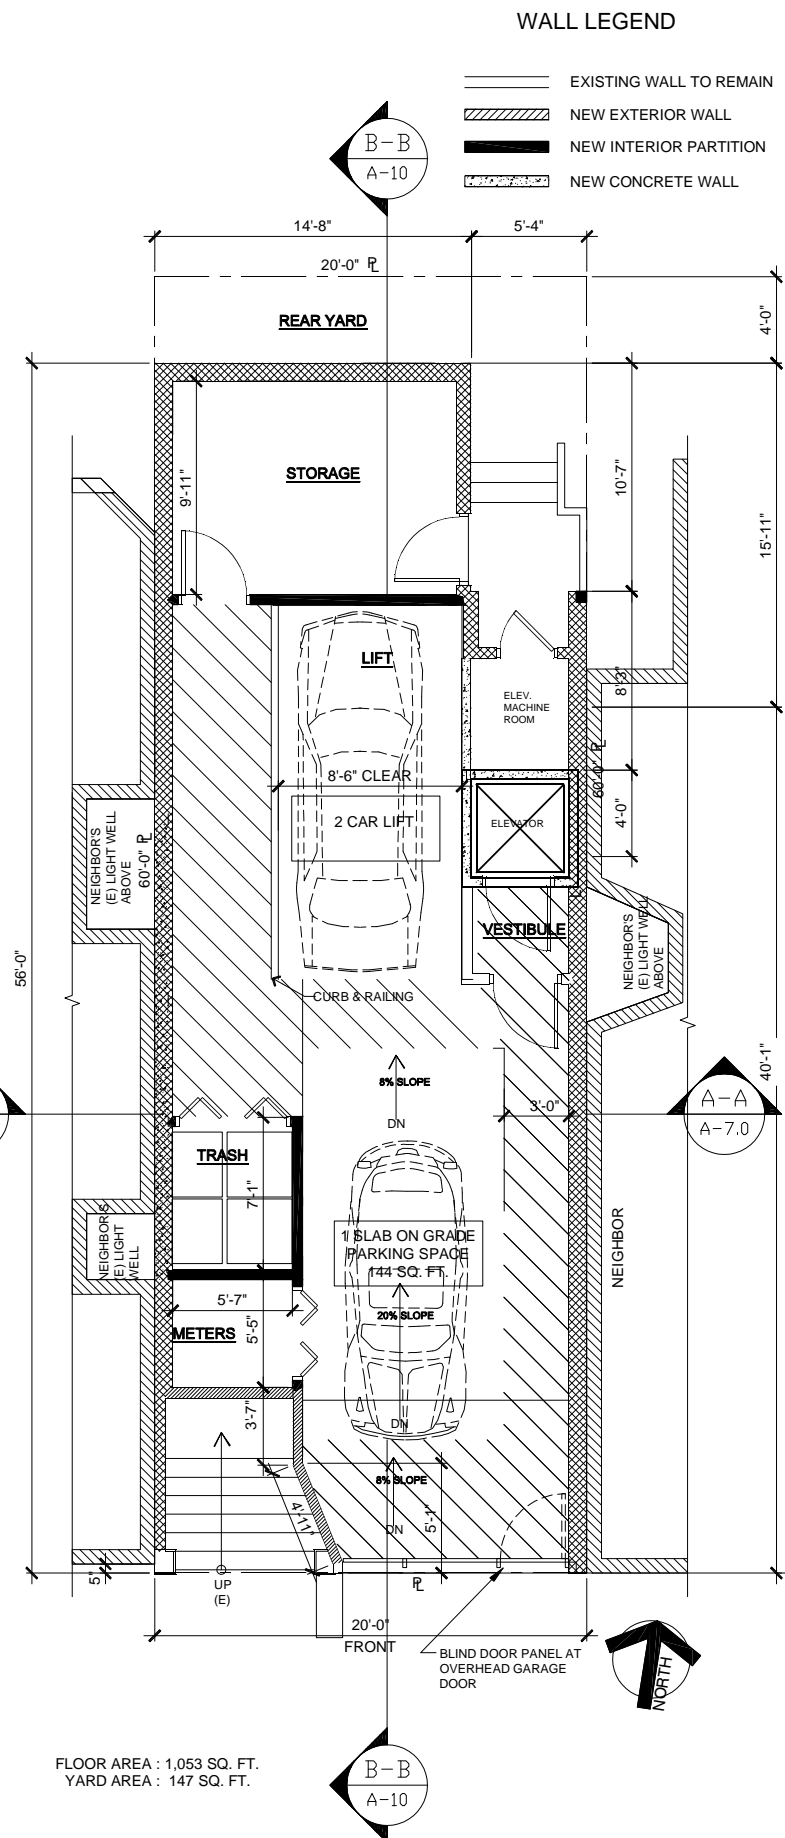 WALL LEGEND
EXISTING WALL TO REMAIN
NEW EXTERIOR WALL
NEW INTERIOR PARTITION
NEW CONCRETE WALL
B-B
A-10
14'-8"
5'-4"
20'-0" PL
REAR YARD
4'-0"
STORAGE
9'-11"
10'-7"
15'-11"
LIFT
ELEV.
MACHINE
ROOM
8'-3"
60'-0" PL
8'-6" CLEAR
2 CAR LIFT
ELEVATOR
4'-0"
NEIGHBOR'S
(E) LIGHT WELL
ABOVE
60'-0" PL
VESTIBULE
NEIGHBOR'S
(E) LIGHT WELL
ABOVE
56'-0"
CURB & RAILING
40'-1"
8% SLOPE
DN
3'-0"
A-A
A-7.0
TRASH
7'-1"
NEIGHBOR'S
(E) LIGHT
WELL
1 SLAB ON GRADE
PARKING SPACE
144 SQ. FT.
NEIGHBOR
5'-7"
20% SLOPE
METERS
5'-5"
3'-7"
DN
8% SLOPE
4'-11"
DN
5'-1"
5"
UP
(E)
PL
20'-0"
FRONT
BLIND DOOR PANEL AT
OVERHEAD GARAGE
DOOR
NORTH
FLOOR AREA : 1,053 SQ. FT.
YARD AREA : 147 SQ. FT.
B-B
A-10